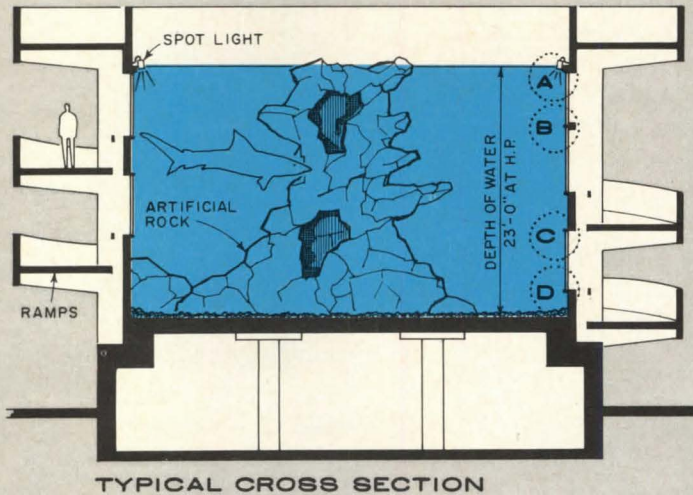 SPOT LIGHT
A
B
DEPTH OF WATER
23'-0" AT H.P.
ARTIFICIAL
ROCK
C
D
RAMPS
TYPICAL CROSS SECTION